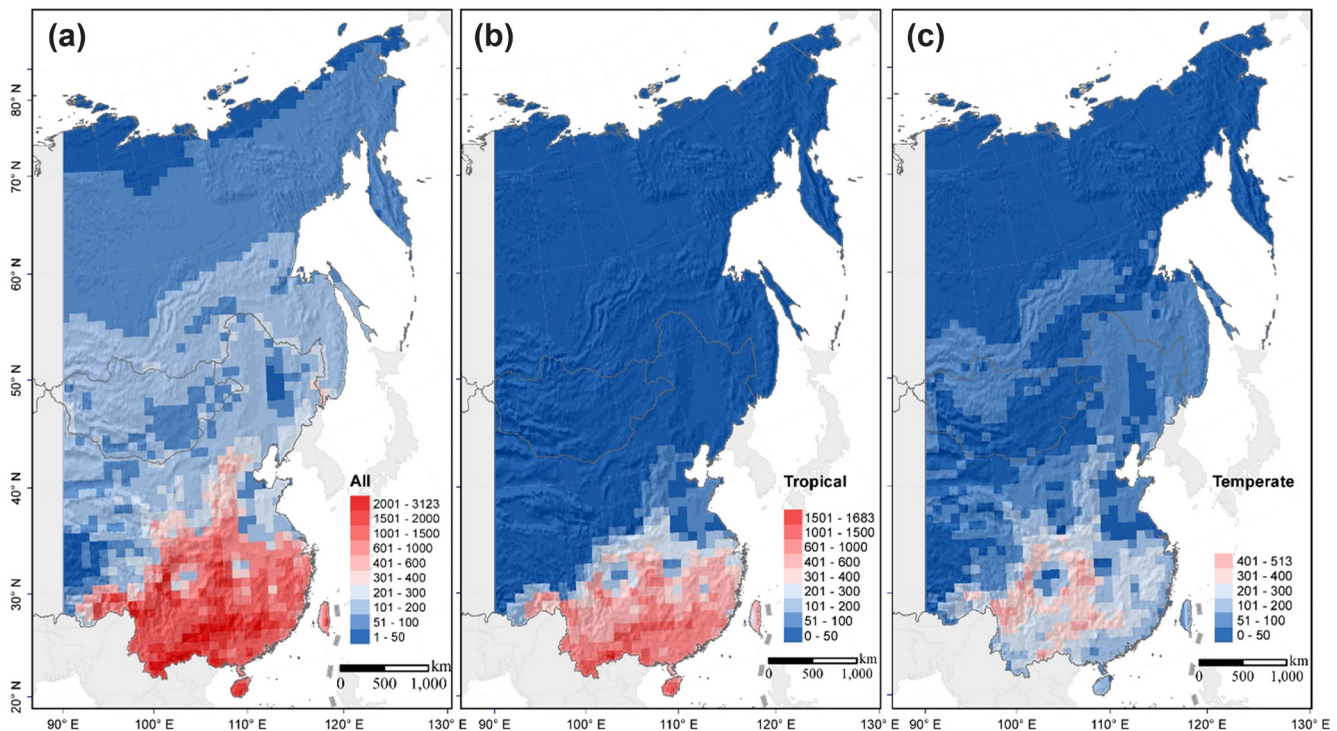 (a)
(b)
(c)
80° N
70° N
60° N
50° N
40° N
30° N
20° N
All
2001 - 3123
1501 - 2000
1001 - 1500
601 - 1000
401 - 600
301 - 400
201 - 300
101 - 200
51 - 100
1 - 50
km
0 500 1,000
Tropical
1501 - 1683
1001 - 1500
601 - 1000
401 - 600
301 - 400
201 - 300
101 - 200
51 - 100
0 - 50
km
0 500 1,000
Temperate
401 - 513
301 - 400
201 - 300
101 - 200
51 - 100
0 - 50
km
0 500 1,000
90° E 100° E 110° E 120° E 130° E
90° E 100° E 110° E 120° E 130° E
90° E 100° E 110° E 120° E 130° E